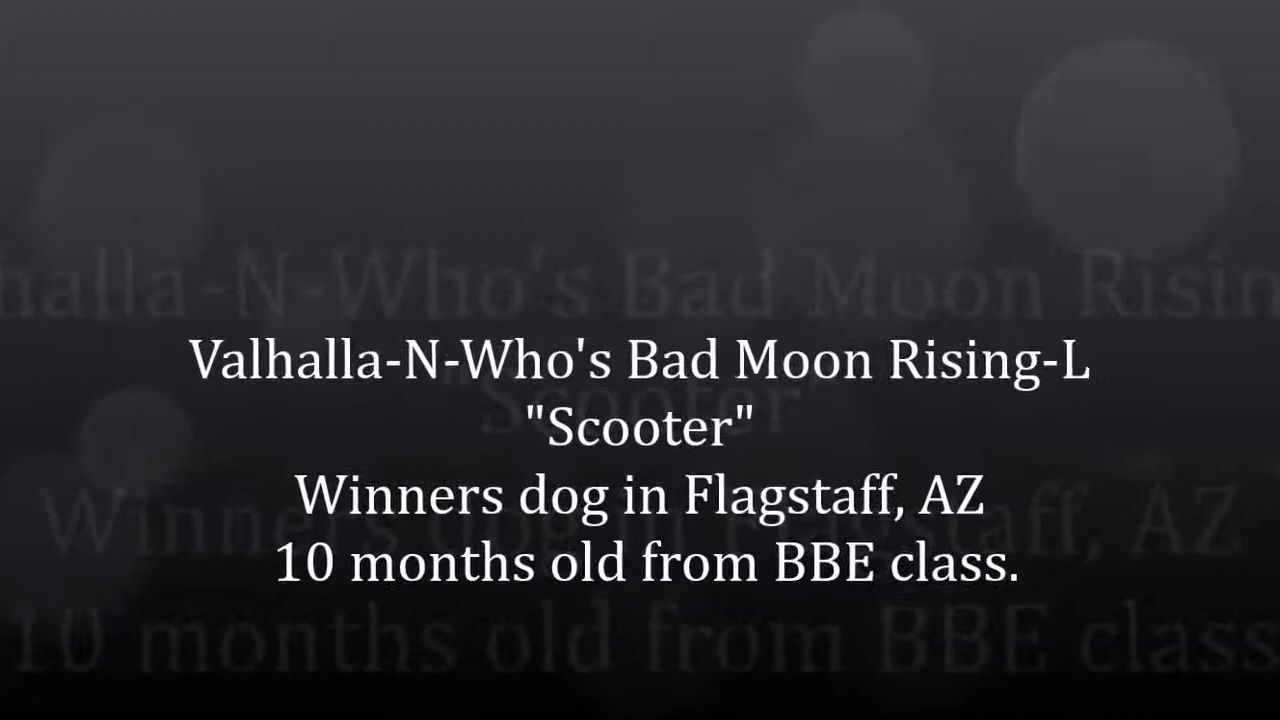 Valhalla-N-Who's Bad Moon Rising-L
"Scooter"
Winners dog in Flagstaff, AZ
10 months old from BBE class.